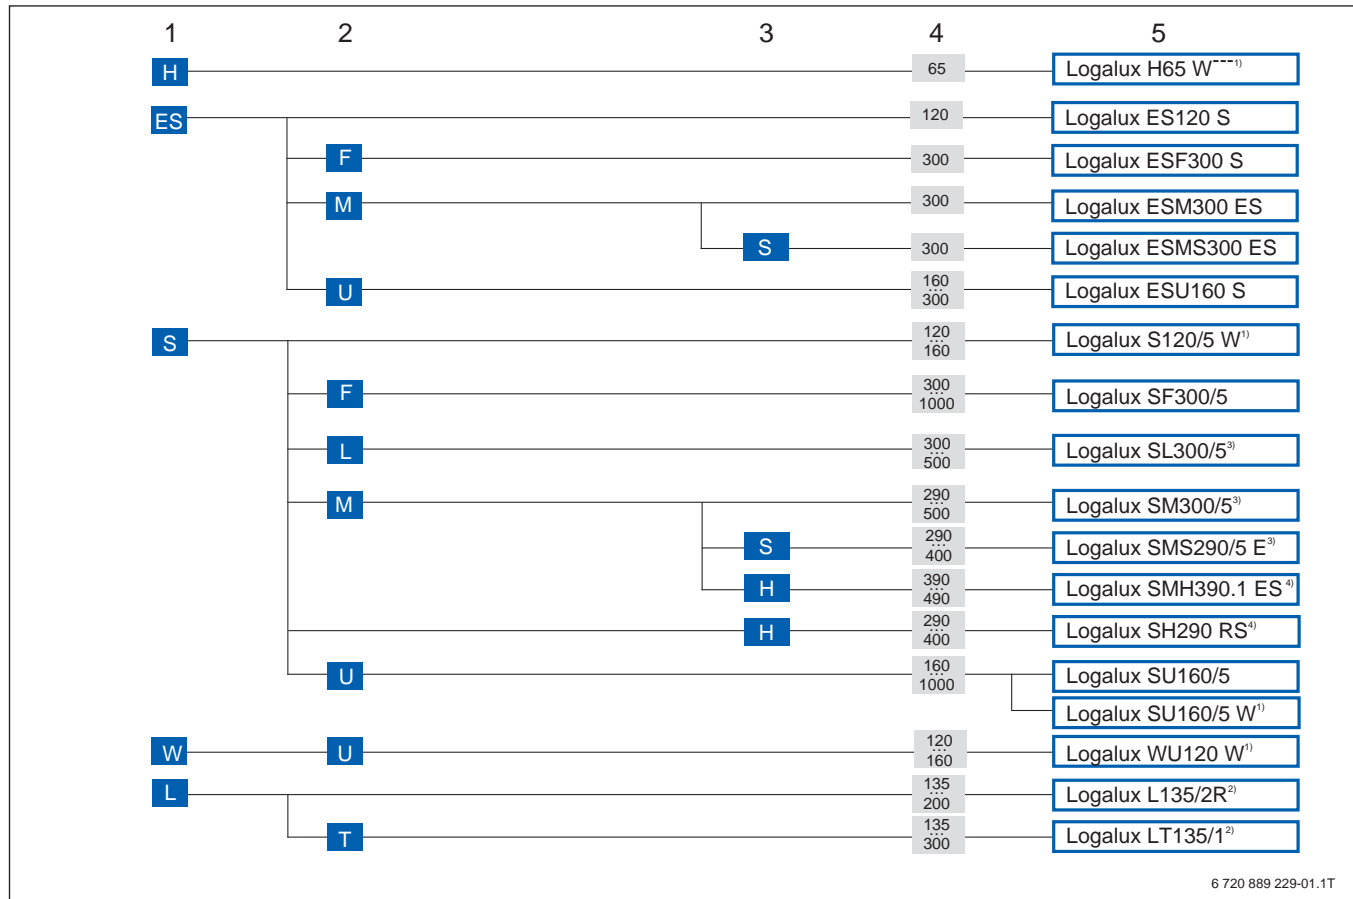 1 2 3 4 5
H 65 Logalux H65 W---1)
ES 120 Logalux ES120 S
F 300 Logalux ESF300 S
M 300 Logalux ESM300 ES
S 300 Logalux ESMS300 ES
U 160 ... 300 Logalux ESU160 S
S 120 ... 160 Logalux S120/5 W1)
F 300 ... 1000 Logalux SF300/5
L 300 ... 500 Logalux SL300/53)
M 290 ... 500 Logalux SM300/53)
S 290 ... 400 Logalux SMS290/5 E3)
H 390 ... 490 Logalux SMH390.1 ES4)
H 290 ... 400 Logalux SH290 RS4)
U 160 ... 1000 Logalux SU160/5
Logalux SU160/5 W1)
W U 120 ... 160 Logalux WU120 W1)
L 135 ... 200 Logalux L135/2R2)
T 135 ... 300 Logalux LT135/12)
6 720 889 229-01.1T